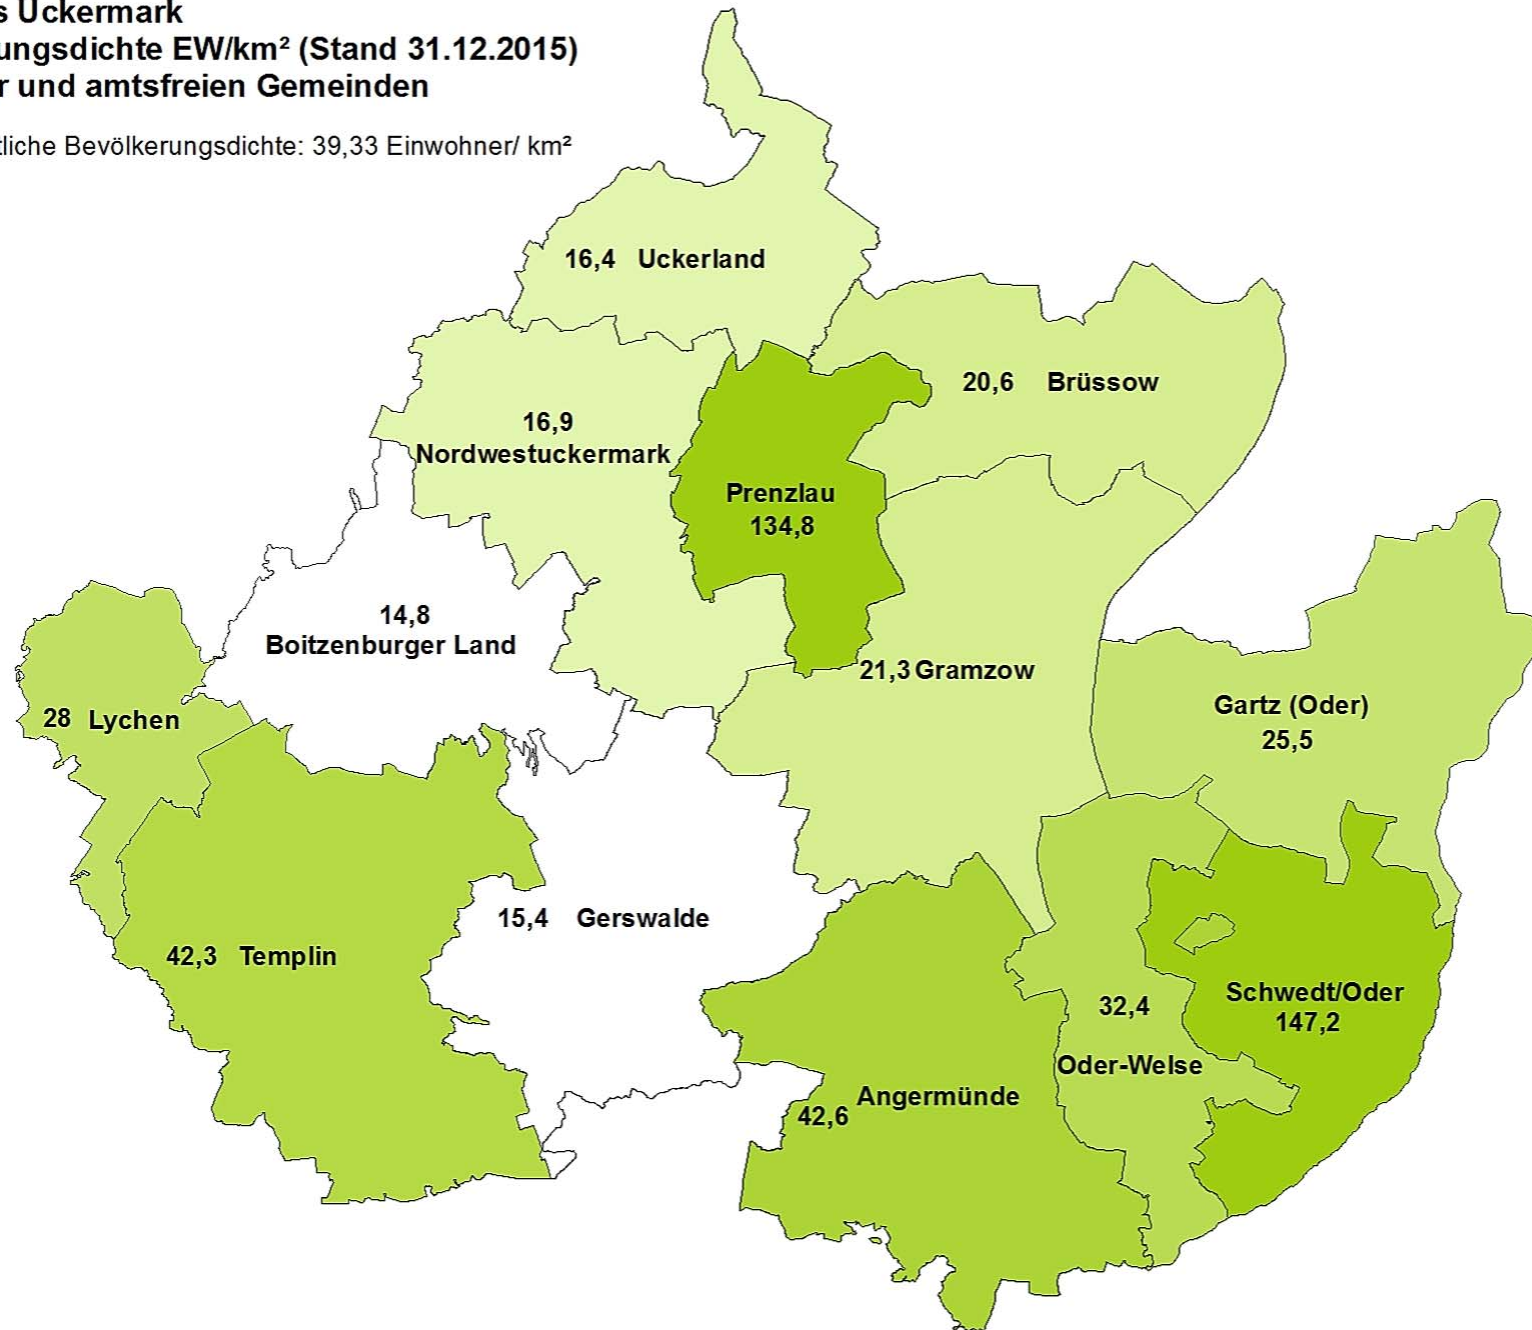 s Uckermark
ungsdichte EW/km² (Stand 31.12.2015)
r und amtsfreien Gemeinden
tliche Bevölkerungsdichte: 39,33 Einwohner/ km²
16,4 Uckerland
20,6 Brüssow
16,9
Nordwestuckermark
Prenzlau
134,8
14,8
Boitzenburger Land
21,3 Gramzow
28 Lychen
Gartz (Oder)
25,5
15,4 Gerswalde
42,3 Templin
Schwedt/Oder
147,2
32,4
Oder-Welse
Angermünde
42,6